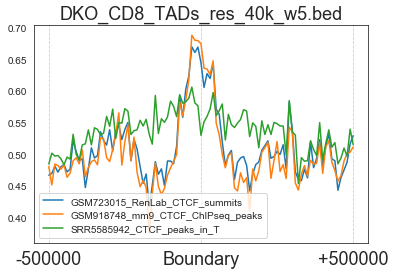 DKO_CD8_TADs_res_40k_w5.bed
0.70
0.65
0.60
0.55
0.50
0.45
0.40
GSM723015_RenLab_CTCF_summits
GSM918748_mm9_CTCF_ChIPseq_peaks
SRR5585942_CTCF_peaks_in_T
-500000 Boundary +500000